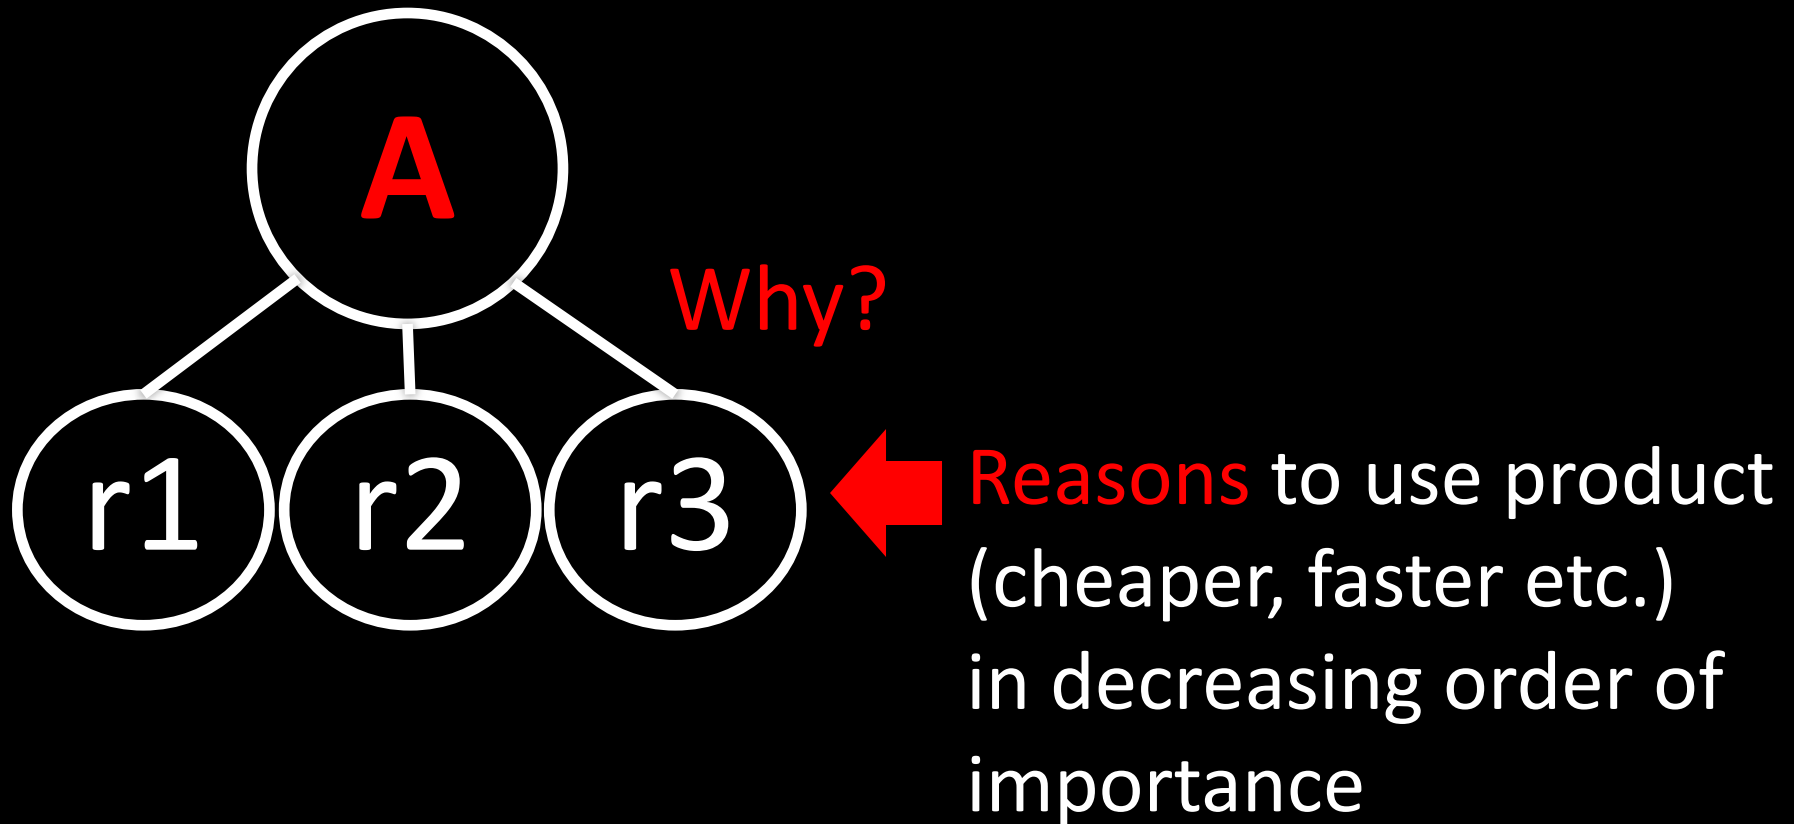 A
Why?
r1 r2 r3
Reasons to use product
(cheaper, faster etc.)
in decreasing order of
importance